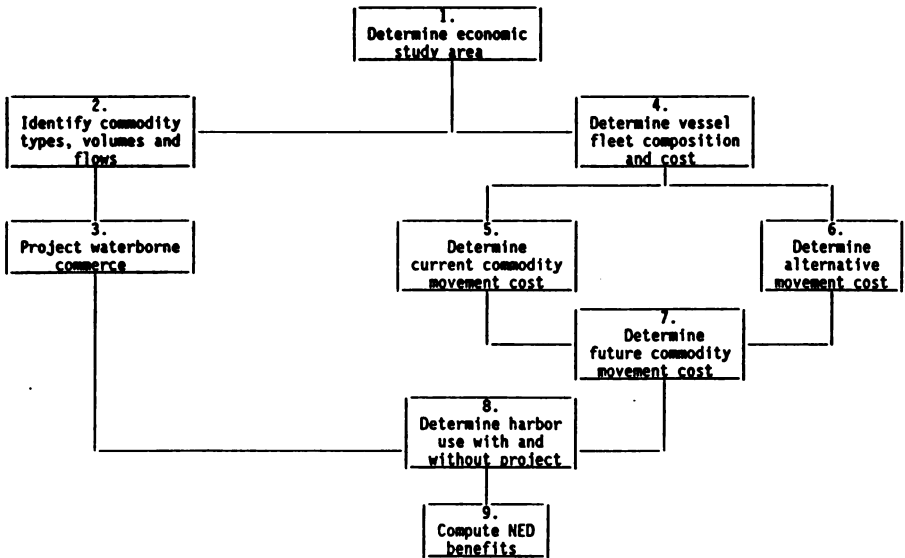 1.
Determine economic
study area
2.
Identify commodity
types, volumes and
flows
4.
Determine vessel
fleet composition
and cost
3.
Project waterborne
commerce
5.
Determine
current commodity
movement cost
6.
Determine
alternative
movement cost
7.
Determine
future commodity
movement cost
8.
Determine harbor
use with and
without project
9.
Compute NED
benefits